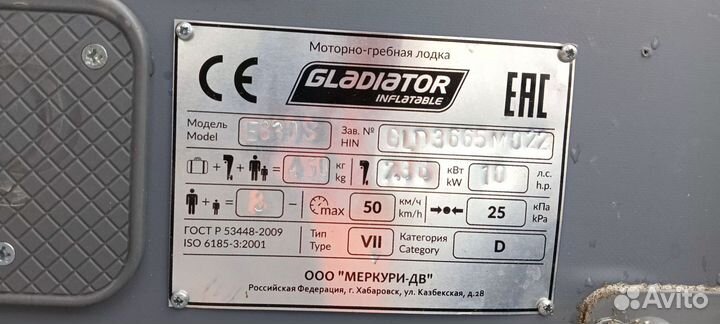 Моторно-гребная лодка
CE GLADIATOR INFLATABLE EAC
Модель
Model
Зав. №
HIN
кг
kg
кВт
kW
10
л.с.
h.p.
max
50
км/ч
km/h
25
кПа
kPa
ГОСТ Р 53448-2009
ISO 6185-3:2001
Тип
Type
VII
Категория
Category
D
ООО "МЕРКУРИ-ДВ"
Российская Федерация, г. Хабаровск, ул. Казбекская, д.28
Avito